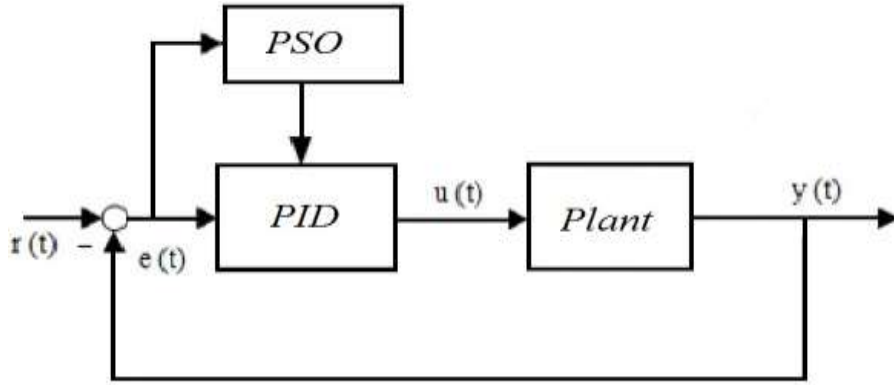 PSO
PID
u (t)
Plant
y (t)
r (t)
−
e (t)